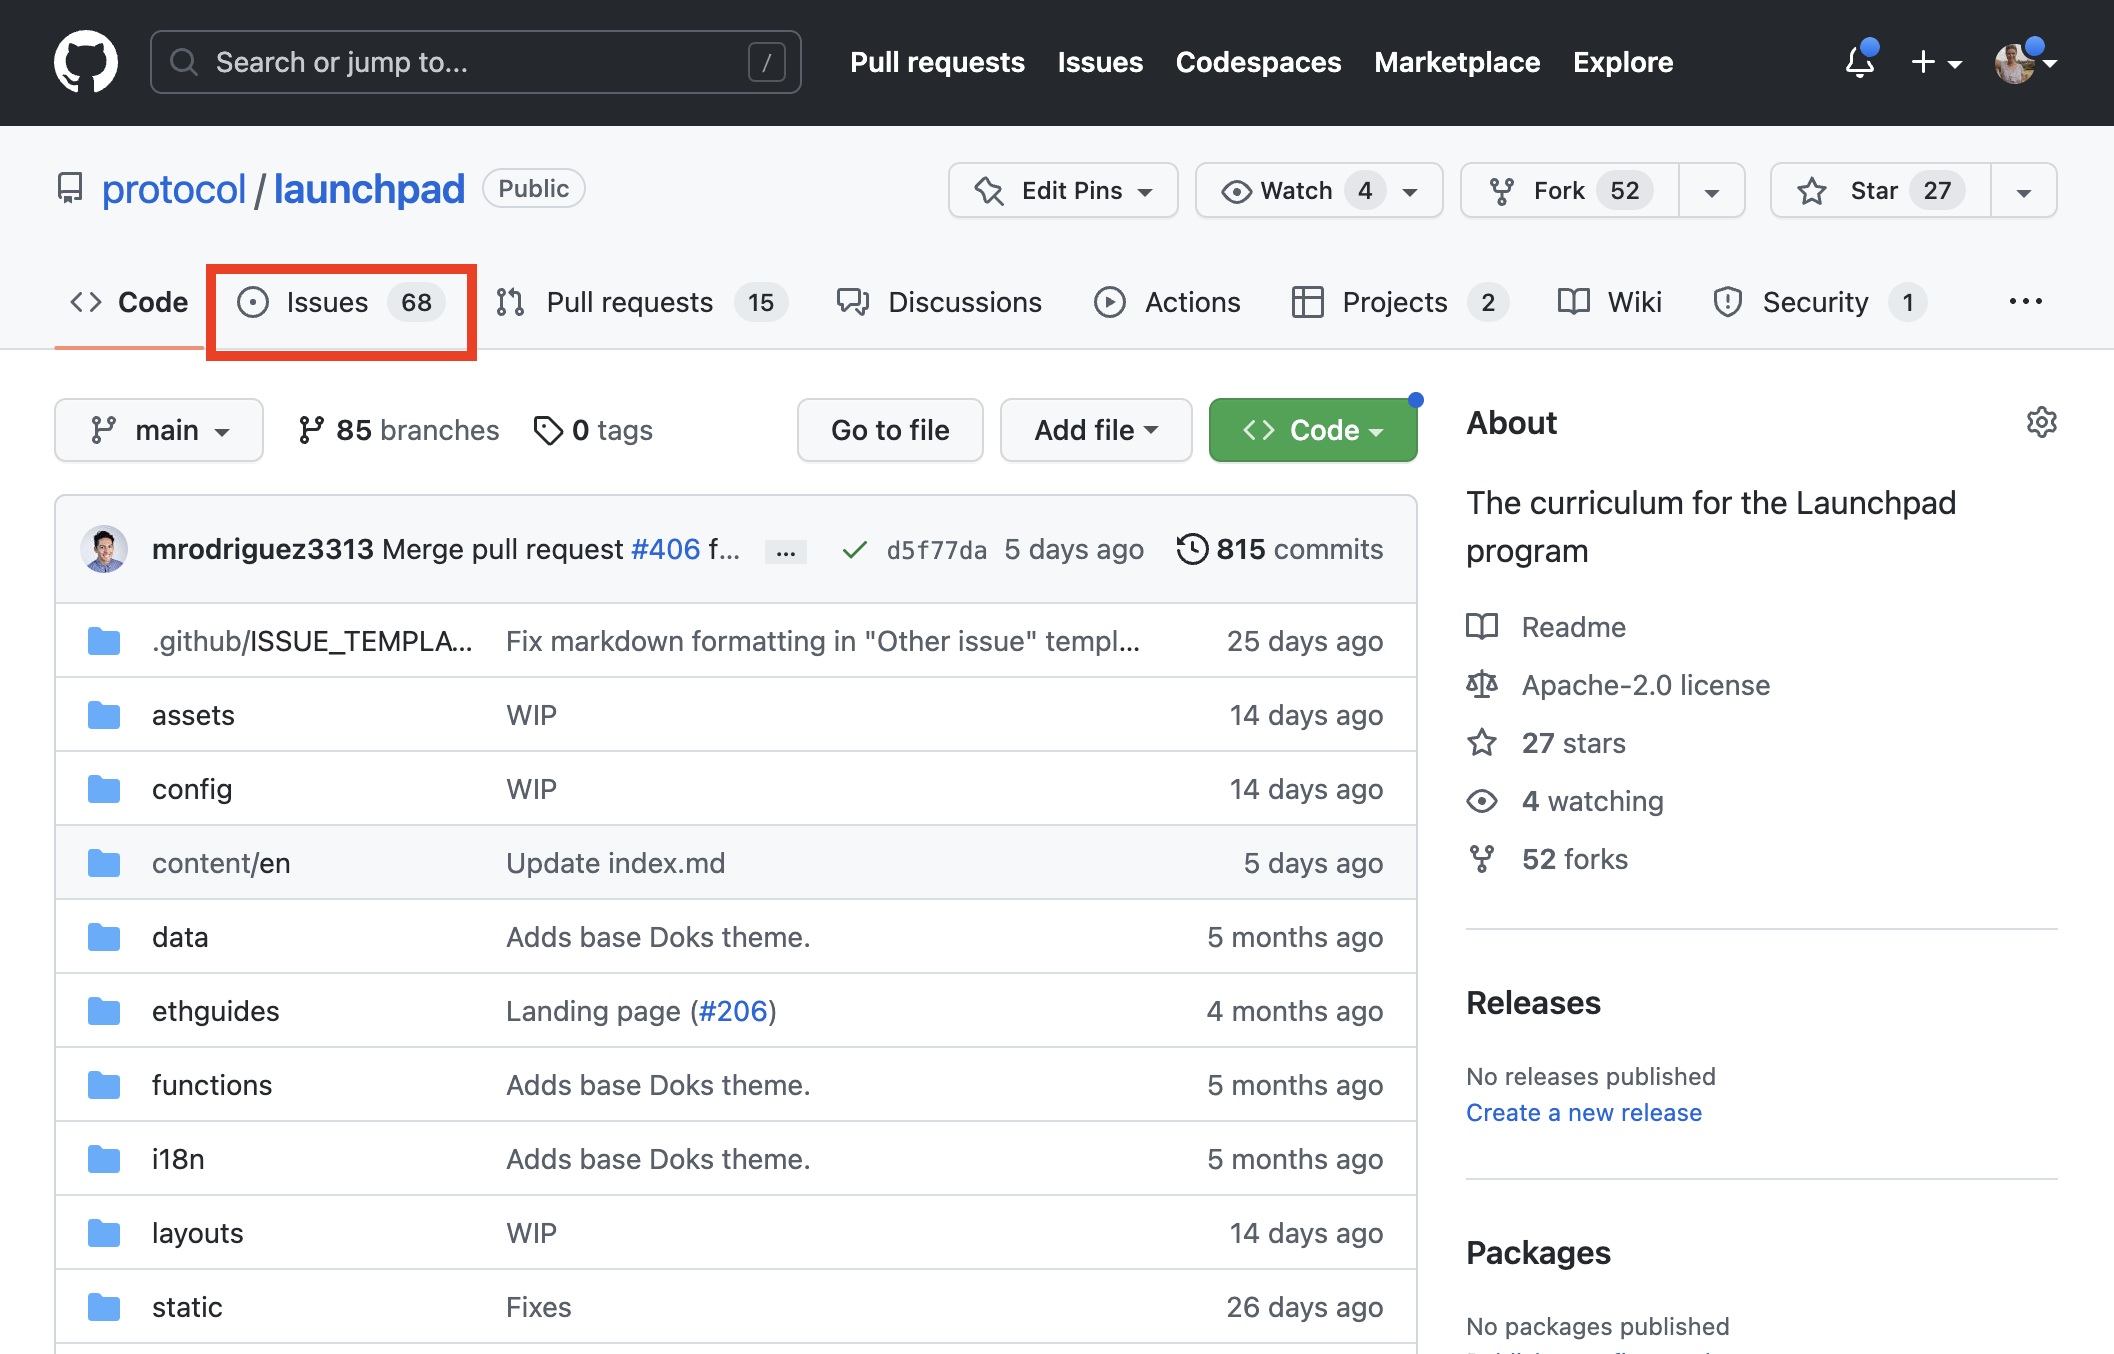 Search or jump to... /
Pull requests Issues Codespaces Marketplace Explore
protocol / launchpad Public
Edit Pins Watch 4 Fork 52 Star 27
Code Issues 68 Pull requests 15 Discussions Actions Projects 2 Wiki Security 1 ...
main 85 branches 0 tags Go to file Add file Code
mrodriguez3313 Merge pull request #406 f... ... d5f77da 5 days ago 815 commits
.github/ISSUE_TEMPLA... Fix markdown formatting in "Other issue" templ... 25 days ago
assets WIP 14 days ago
config WIP 14 days ago
content/en Update index.md 5 days ago
data Adds base Doks theme. 5 months ago
ethguides Landing page (#206) 4 months ago
functions Adds base Doks theme. 5 months ago
i18n Adds base Doks theme. 5 months ago
layouts WIP 14 days ago
static Fixes 26 days ago
About
The curriculum for the Launchpad
program
Readme
Apache-2.0 license
27 stars
4 watching
52 forks
Releases
No releases published
Create a new release
Packages
No packages published